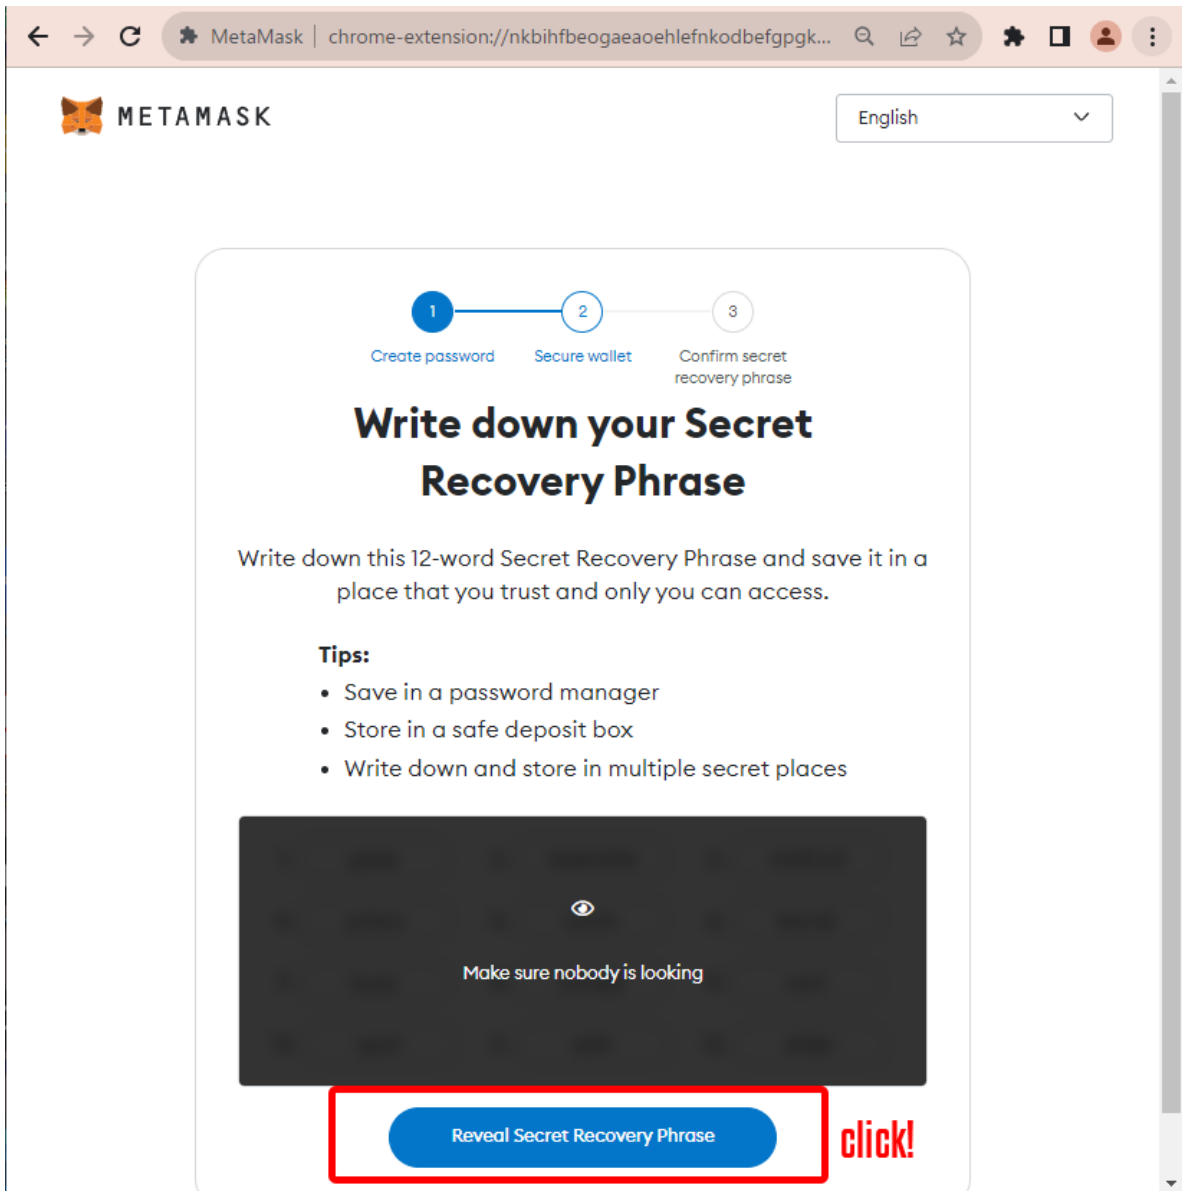 MetaMask | chrome-extension://nkbihfbeogaeaoehlefnkodbefgpgk...
METAMASK
English
1
2
3
Create password
Secure wallet
Confirm secret
recovery phrase
Write down your Secret
Recovery Phrase
Write down this 12-word Secret Recovery Phrase and save it in a
place that you trust and only you can access.
Tips:
• Save in a password manager
• Store in a safe deposit box
• Write down and store in multiple secret places
Make sure nobody is looking
Reveal Secret Recovery Phrase
click!